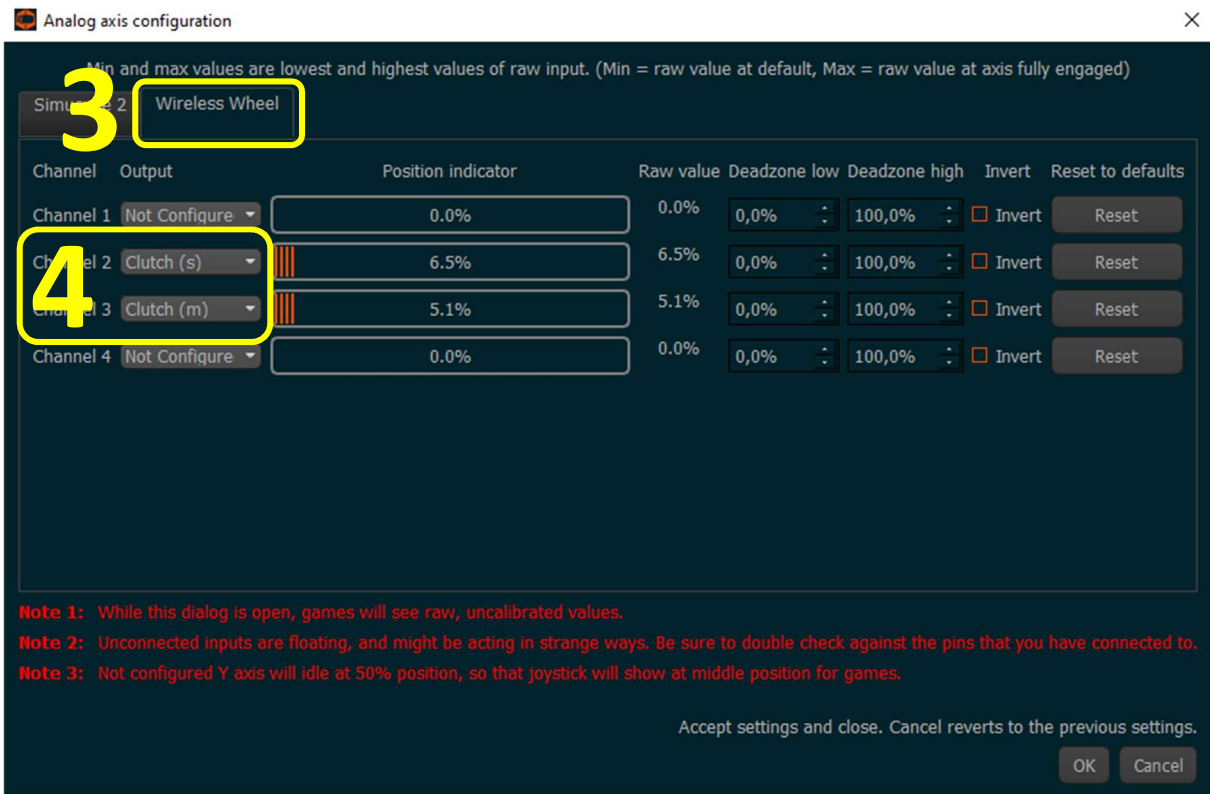 Analog axis configuration
Min and max values are lowest and highest values of raw input. (Min = raw value at default, Max = raw value at axis fully engaged)
3
2 Wireless Wheel
Channel Output Position indicator Raw value Deadzone low Deadzone high Invert Reset to defaults
Channel 1 Not Configure 0.0% 0.0% 0,0% 100,0% Invert Reset
4
Channel 2 Clutch (s) 6.5% 6.5% 0,0% 100,0% Invert Reset
Channel 3 Clutch (m) 5.1% 5.1% 0,0% 100,0% Invert Reset
Channel 4 Not Configure 0.0% 0.0% 0,0% 100,0% Invert Reset
Note 1: While this dialog is open, games will see raw, uncalibrated values.
Note 2: Unconnected inputs are floating, and might be acting in strange ways. Be sure to double check against the pins that you have connected to.
Note 3: Not configured Y axis will idle at 50% position, so that joystick will show at middle position for games.
Accept settings and close. Cancel reverts to the previous settings.
OK Cancel